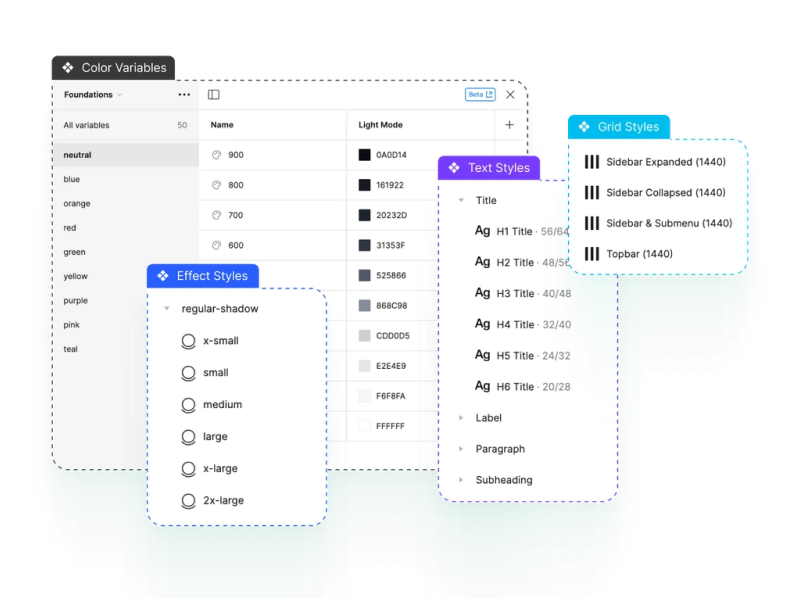 Color Variables
Foundations
Beta
All variables 50
Name
Light Mode
neutral
blue
orange
red
green
yellow
purple
pink
teal
900 0A0D14
800 161922
700 20232D
600 31353F
525866
868C98
CDD0D5
E2E4E9
F6F8FA
FFFFFF
Effect Styles
regular-shadow
x-small
small
medium
large
x-large
2x-large
Text Styles
Title
Ag H1 Title · 56/64
Ag H2 Title · 48/56
Ag H3 Title · 40/48
Ag H4 Title · 32/40
Ag H5 Title · 24/32
Ag H6 Title · 20/28
Label
Paragraph
Subheading
Grid Styles
Sidebar Expanded (1440)
Sidebar Collapsed (1440)
Sidebar & Submenu (1440)
Topbar (1440)